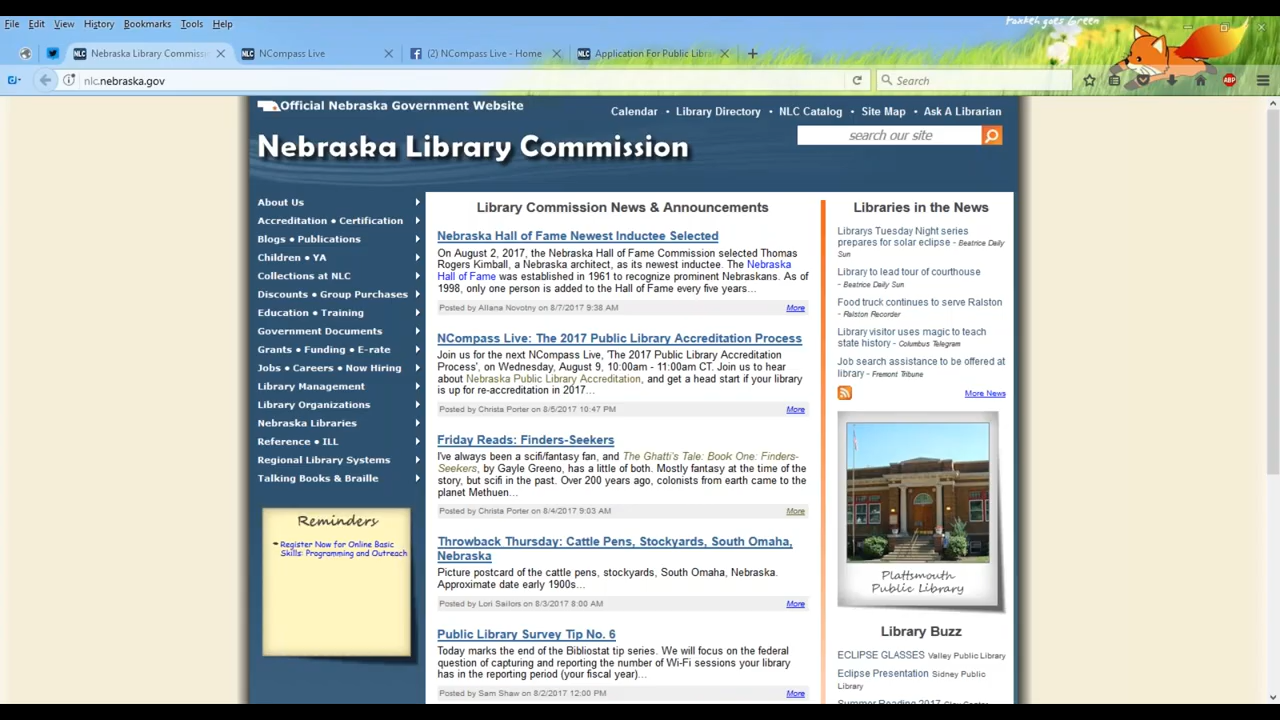 Foxkeh goes Green
File Edit View History Bookmarks Tools Help
Nebraska Library Commiss
NCompass Live
(2) NCompass Live - Home
Application For Public Libra
nlc.nebraska.gov
Search
ABP
Official Nebraska Government Website
Calendar • Library Directory • NLC Catalog • Site Map • Ask A Librarian
search our site
Nebraska Library Commission
About Us
Accreditation • Certification
Blogs • Publications
Children • YA
Collections at NLC
Discounts • Group Purchases
Education • Training
Government Documents
Grants • Funding • E-rate
Jobs • Careers • Now Hiring
Library Management
Library Organizations
Nebraska Libraries
Reference • ILL
Regional Library Systems
Talking Books & Braille
Reminders
Register Now for Online Basic
Skills: Programming and Outreach
Library Commission News & Announcements
Nebraska Hall of Fame Newest Inductee Selected
On August 2, 2017, the Nebraska Hall of Fame Commission selected Thomas
Rogers Kimball, a Nebraska architect, as its newest inductee. The Nebraska
Hall of Fame was established in 1961 to recognize prominent Nebraskans. As of
1998, only one person is added to the Hall of Fame every five years…
Posted by Allana Novotny on 8/7/2017 9:38 AM More
NCompass Live: The 2017 Public Library Accreditation Process
Join us for the next NCompass Live, 'The 2017 Public Library Accreditation
Process', on Wednesday, August 9, 10:00am - 11:00am CT. Join us to hear
about Nebraska Public Library Accreditation, and get a head start if your library
is up for re-accreditation in 2017…
Posted by Christa Porter on 8/5/2017 10:47 PM More
Friday Reads: Finders-Seekers
I've always been a scifi/fantasy fan, and The Ghatti's Tale: Book One: Finders-
Seekers, by Gayle Greeno, has a little of both. Mostly fantasy at the time of the
story, but scifi in the past. Over 200 years ago, colonists from earth came to the
planet Methuen…
Posted by Christa Porter on 8/4/2017 9:03 AM More
Throwback Thursday: Cattle Pens, Stockyards, South Omaha,
Nebraska
Picture postcard of the cattle pens, stockyards, South Omaha, Nebraska.
Approximate date early 1900s…
Posted by Lori Sailors on 8/3/2017 8:00 AM More
Public Library Survey Tip No. 6
Today marks the end of the Bibliostat tip series. We will focus on the federal
question of capturing and reporting the number of Wi-Fi sessions your library
has in the reporting period (your fiscal year)…
Posted by Sam Shaw on 8/2/2017 12:00 PM More
Libraries in the News
Librarys Tuesday Night series
prepares for solar eclipse - Beatrice Daily
Sun
Library to lead tour of courthouse
- Beatrice Daily Sun
Food truck continues to serve Ralston
- Ralston Recorder
Library visitor uses magic to teach
state history - Columbus Telegram
Job search assistance to be offered at
library - Fremont Tribune
More News
Plattsmouth
Public Library
Library Buzz
ECLIPSE GLASSES Valley Public Library
Eclipse Presentation Sidney Public
Library
Summer Reading 2017